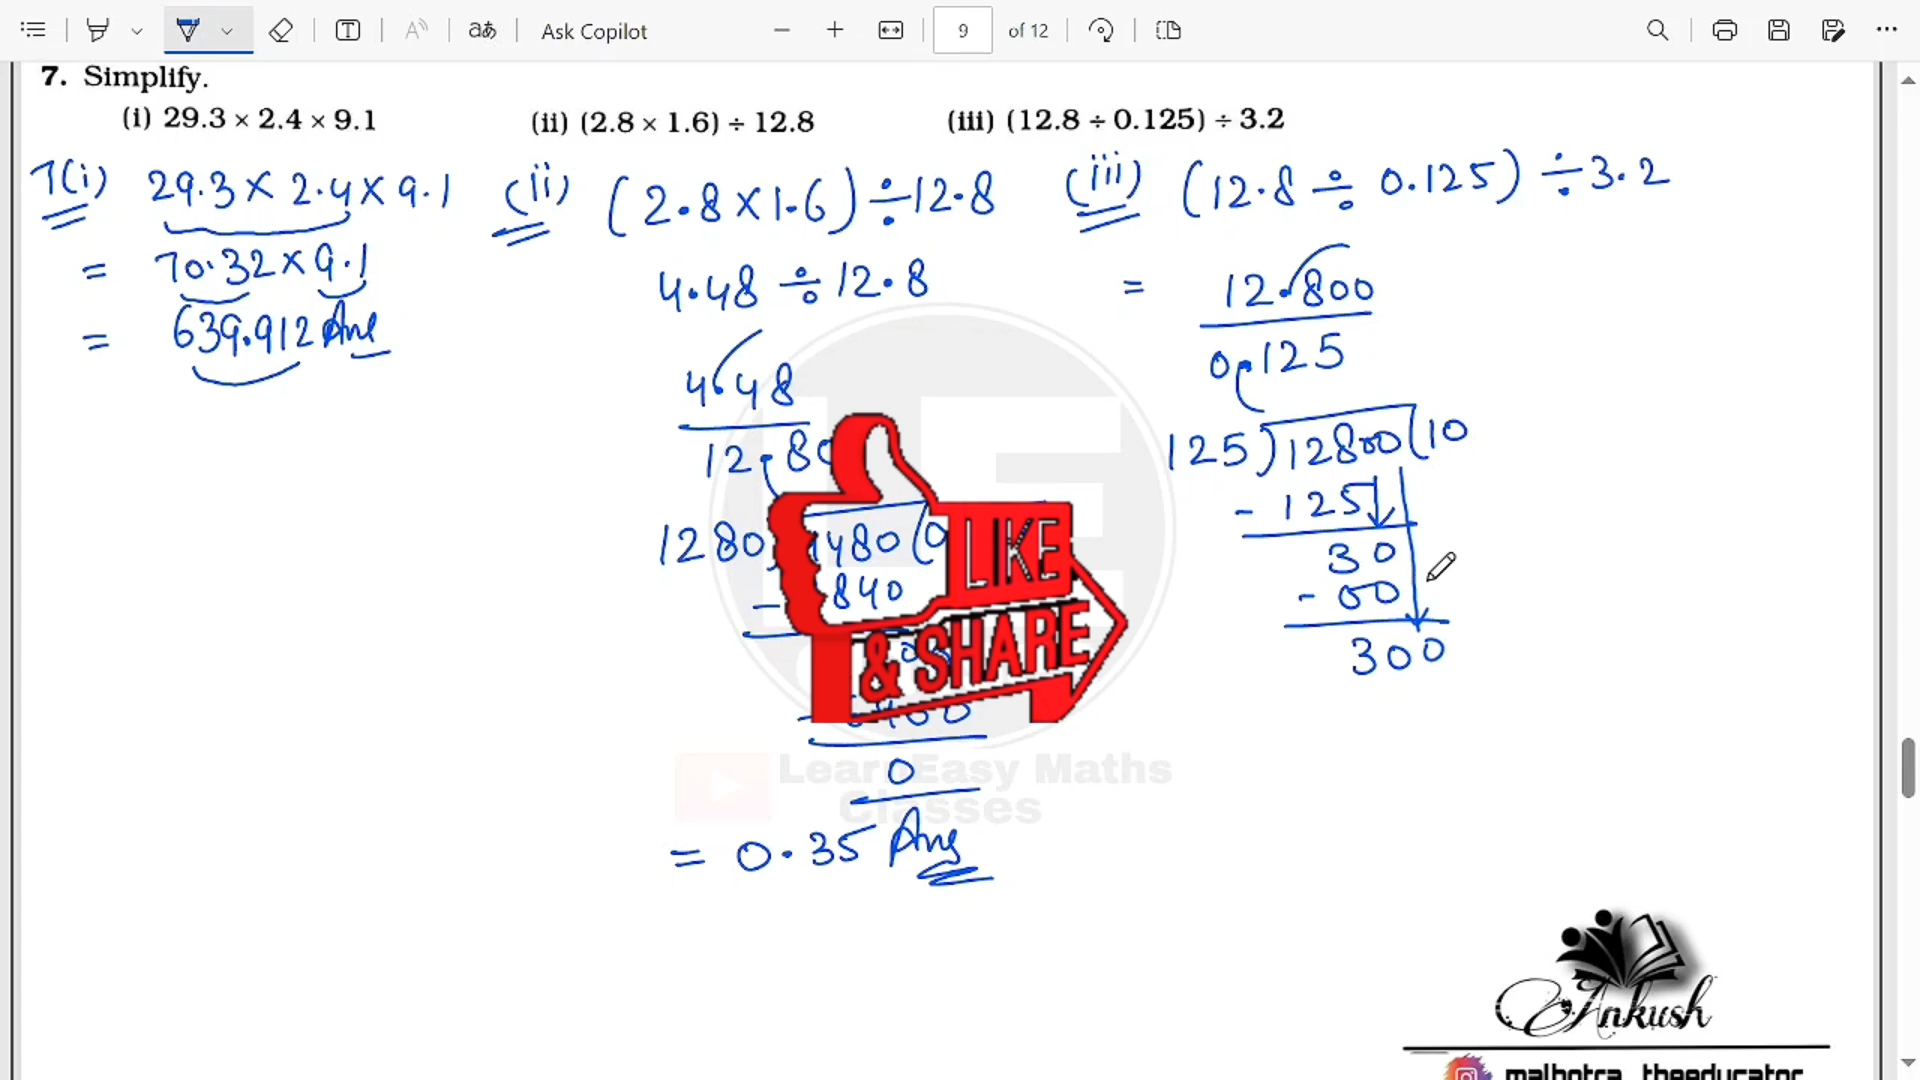 Ask Copilot
9 of 12
7. Simplify.
(i) 29.3 × 2.4 × 9.1 (ii) (2.8 × 1.6) ÷ 12.8 (iii) (12.8 ÷ 0.125) ÷ 3.2
7(i) 29.3 × 2.4 × 9.1
= 70.32 × 9.1
= 639.912 Ans
(ii) (2.8 × 1.6) ÷ 12.8
4.48 ÷ 12.8
4.48
12.80
1280) 4480 (0
- 840
0
= 0.35 Ans
(iii) (12.8 ÷ 0.125) ÷ 3.2
= 12.800
0.125
125) 12800 (10
- 125
30
- 00
300
LIKE
& SHARE
Learn Easy Maths
Classes
Ankush
malhotra_theeducator